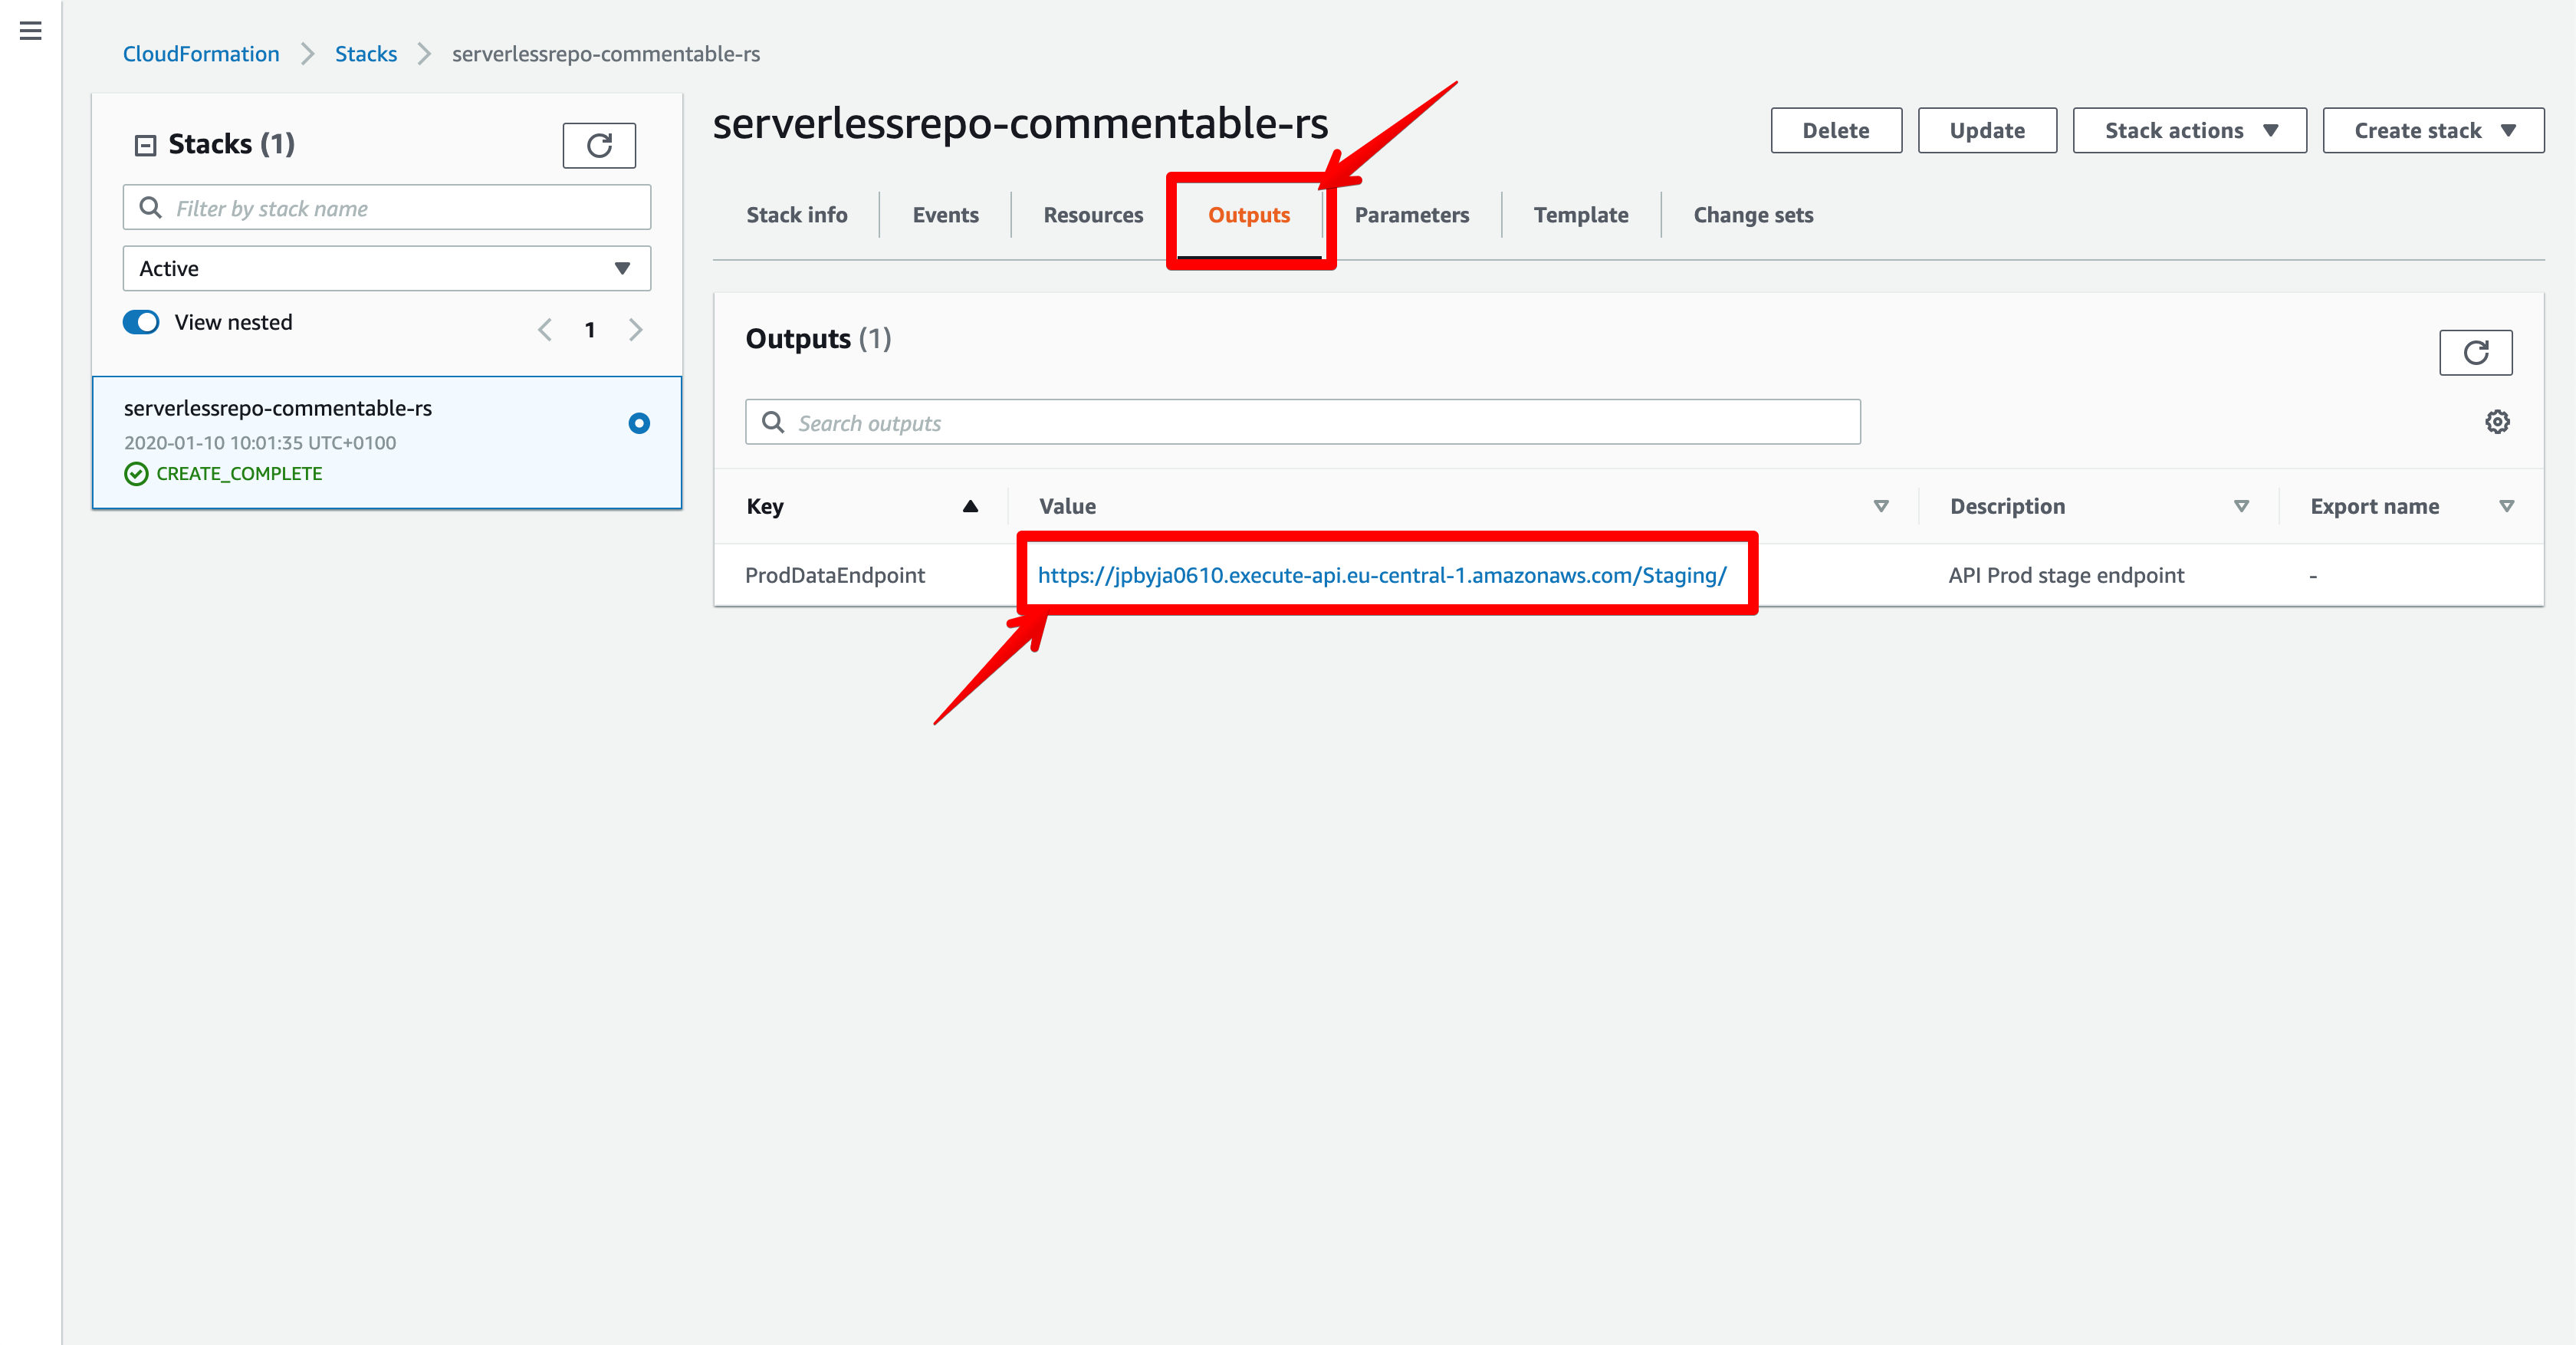 CloudFormation > Stacks > serverlessrepo-commentable-rs
Stacks (1)
Filter by stack name
Active
View nested
1
serverlessrepo-commentable-rs
2020-01-10 10:01:35 UTC+0100
CREATE_COMPLETE
serverlessrepo-commentable-rs
Delete Update Stack actions Create stack
Stack info Events Resources Outputs Parameters Template Change sets
Outputs (1)
Search outputs
Key Value Description Export name
ProdDataEndpoint https://jpbyja0610.execute-api.eu-central-1.amazonaws.com/Staging/ API Prod stage endpoint -